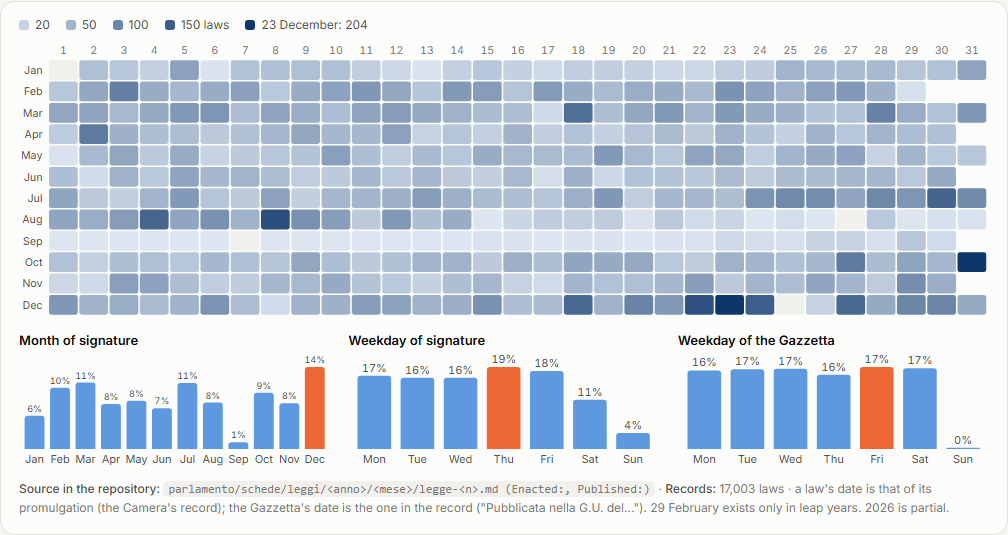 20 50 100 150 laws 23 December: 204
1 2 3 4 5 6 7 8 9 10 11 12 13 14 15 16 17 18 19 20 21 22 23 24 25 26 27 28 29 30 31
Jan
Feb
Mar
Apr
May
Jun
Jul
Aug
Sep
Oct
Nov
Dec
Month of signature
6% 10% 11% 8% 8% 7% 11% 8% 1% 9% 8% 14%
Jan Feb Mar Apr May Jun Jul Aug Sep Oct Nov Dec
Weekday of signature
17% 16% 16% 19% 18% 11% 4%
Mon Tue Wed Thu Fri Sat Sun
Weekday of the Gazzetta
16% 17% 17% 16% 17% 17% 0%
Mon Tue Wed Thu Fri Sat Sun
Source in the repository: parlamento/schede/leggi/<anno>/<mese>/legge-<n>.md (Enacted:, Published:) · Records: 17,003 laws · a law's date is that of its
promulgation (the Camera's record); the Gazzetta's date is the one in the record ("Pubblicata nella G.U. del..."). 29 February exists only in leap years. 2026 is partial.